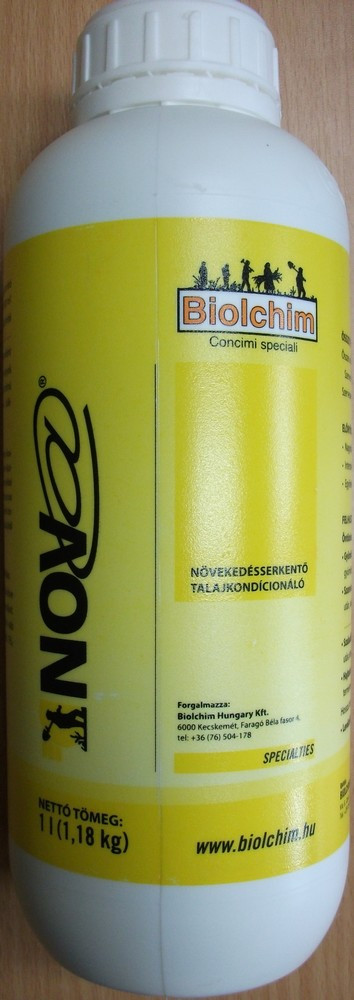 Biolchim
Concimi speciali
NÖVEKEDÉSSERKENTŐ
TALAJKONDÍCIONÁLÓ
Forgalmazza:
Biolchim Hungary Kft.
6000 Kecskemét, Faragó Béla fasor 4.
tel: +36 (76) 504-178
SPECIALTIES
www.biolchim.hu
NETTÓ TÖMEG:
1 l (1,18 kg)